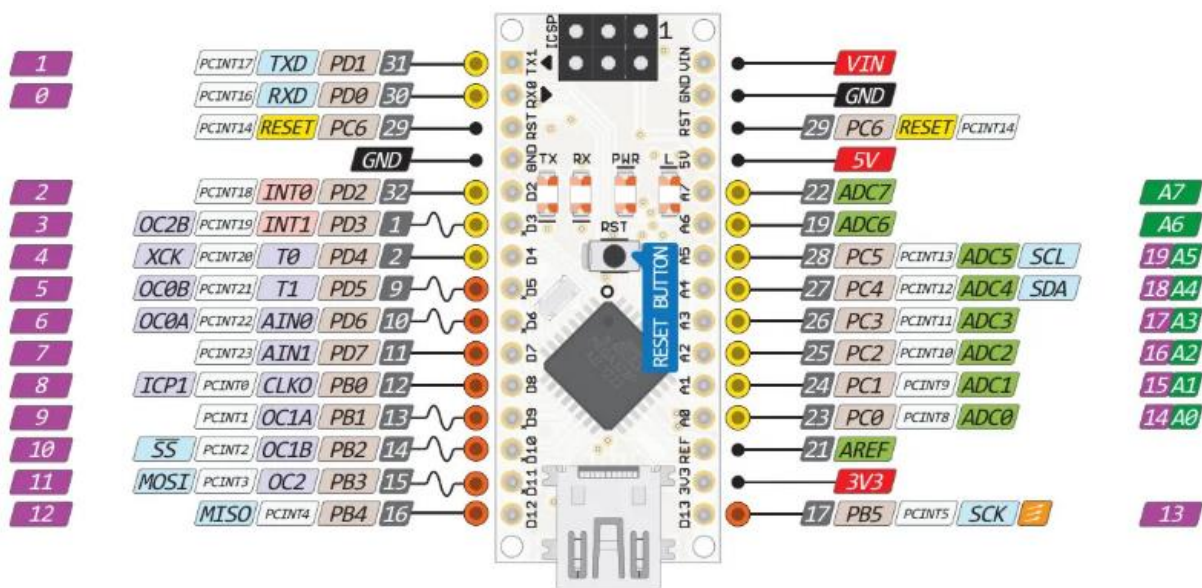 ICSP 1
1 PCINT17 TXD PD1 31 TX1 VIN VIN
0 PCINT16 RXD PD0 30 RX0 GND GND
PCINT14 RESET PC6 29 RST RST 29 PC6 RESET PCINT14
GND GND 5V 5V
TX RX PWR L
2 PCINT18 INT0 PD2 32 D2 A7 22 ADC7 A7
3 OC2B PCINT19 INT1 PD3 1 D3 A6 19 ADC6 A6
RST
4 XCK PCINT20 T0 PD4 2 D4 A5 28 PC5 PCINT13 ADC5 SCL 19 A5
5 OC0B PCINT21 T1 PD5 9 D5 A4 27 PC4 PCINT12 ADC4 SDA 18 A4
RESET BUTTON
6 OC0A PCINT22 AIN0 PD6 10 D6 A3 26 PC3 PCINT11 ADC3 17 A3
7 PCINT23 AIN1 PD7 11 D7 A2 25 PC2 PCINT10 ADC2 16 A2
8 ICP1 PCINT0 CLKO PB0 12 D8 A1 24 PC1 PCINT9 ADC1 15 A1
9 PCINT1 OC1A PB1 13 D9 A0 23 PC0 PCINT8 ADC0 14 A0
10 SS PCINT2 OC1B PB2 14 D10 REF 21 AREF
11 MOSI PCINT3 OC2 PB3 15 D11 3V3 3V3
12 MISO PCINT4 PB4 16 D12 D13 17 PB5 PCINT5 SCK 13